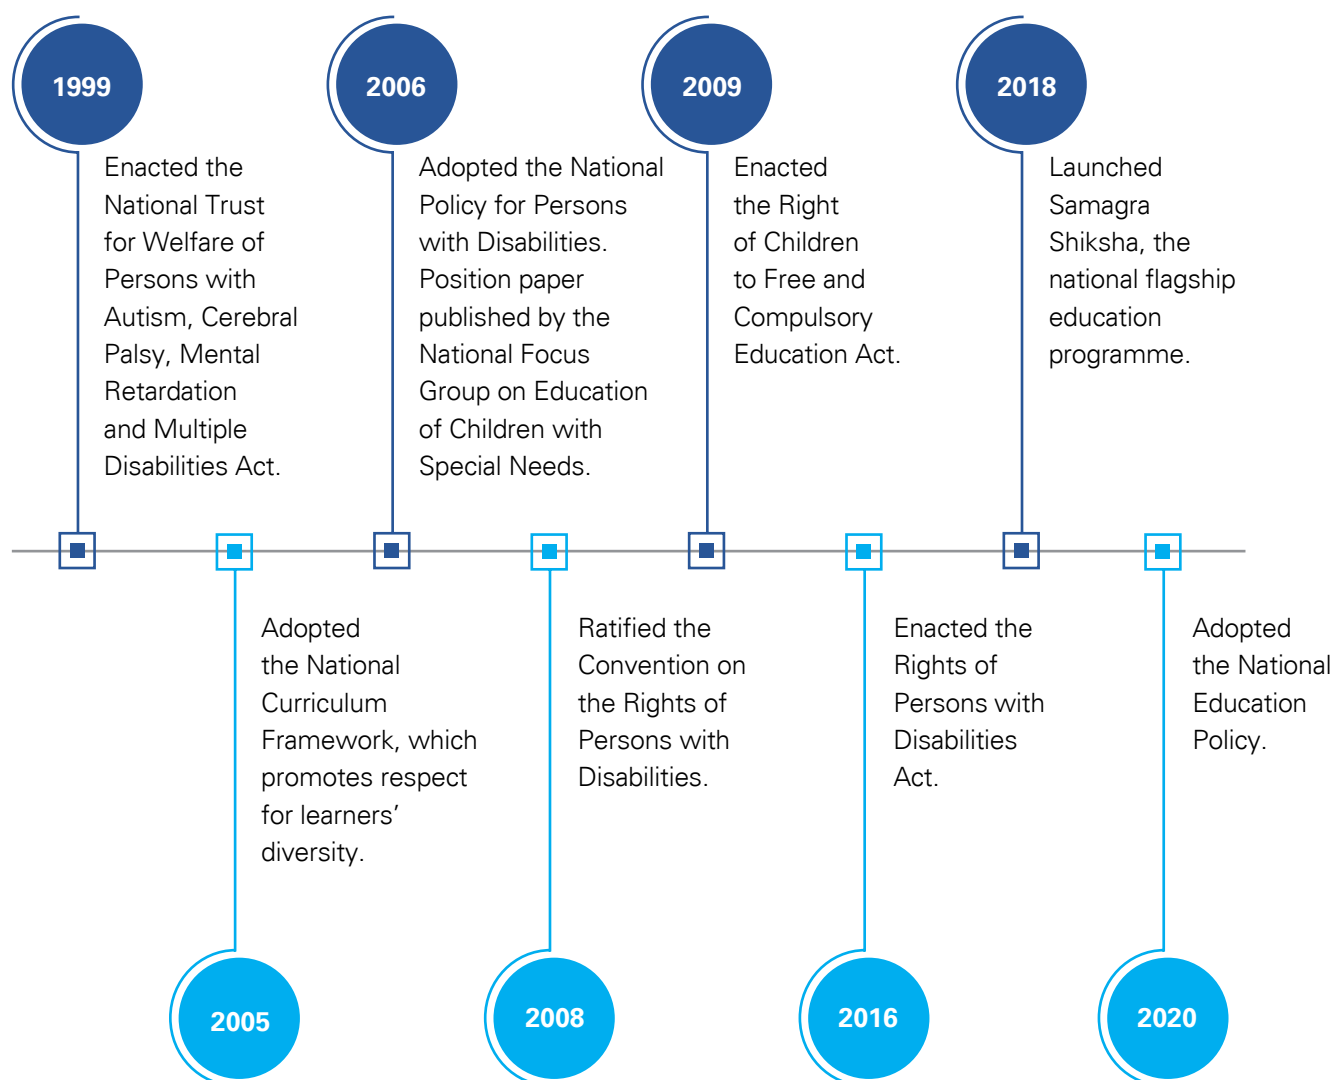 1999
Enacted the
National Trust
for Welfare of
Persons with
Autism, Cerebral
Palsy, Mental
Retardation
and Multiple
Disabilities Act.
2006
Adopted the National
Policy for Persons
with Disabilities.
Position paper
published by the
National Focus
Group on Education
of Children with
Special Needs.
2009
Enacted
the Right
of Children
to Free and
Compulsory
Education Act.
2018
Launched
Samagra
Shiksha, the
national flagship
education
programme.
Adopted
the National
Curriculum
Framework, which
promotes respect
for learners’
diversity.
2005
Ratified the
Convention on
the Rights of
Persons with
Disabilities.
2008
Enacted the
Rights of
Persons with
Disabilities
Act.
2016
Adopted
the National
Education
Policy.
2020